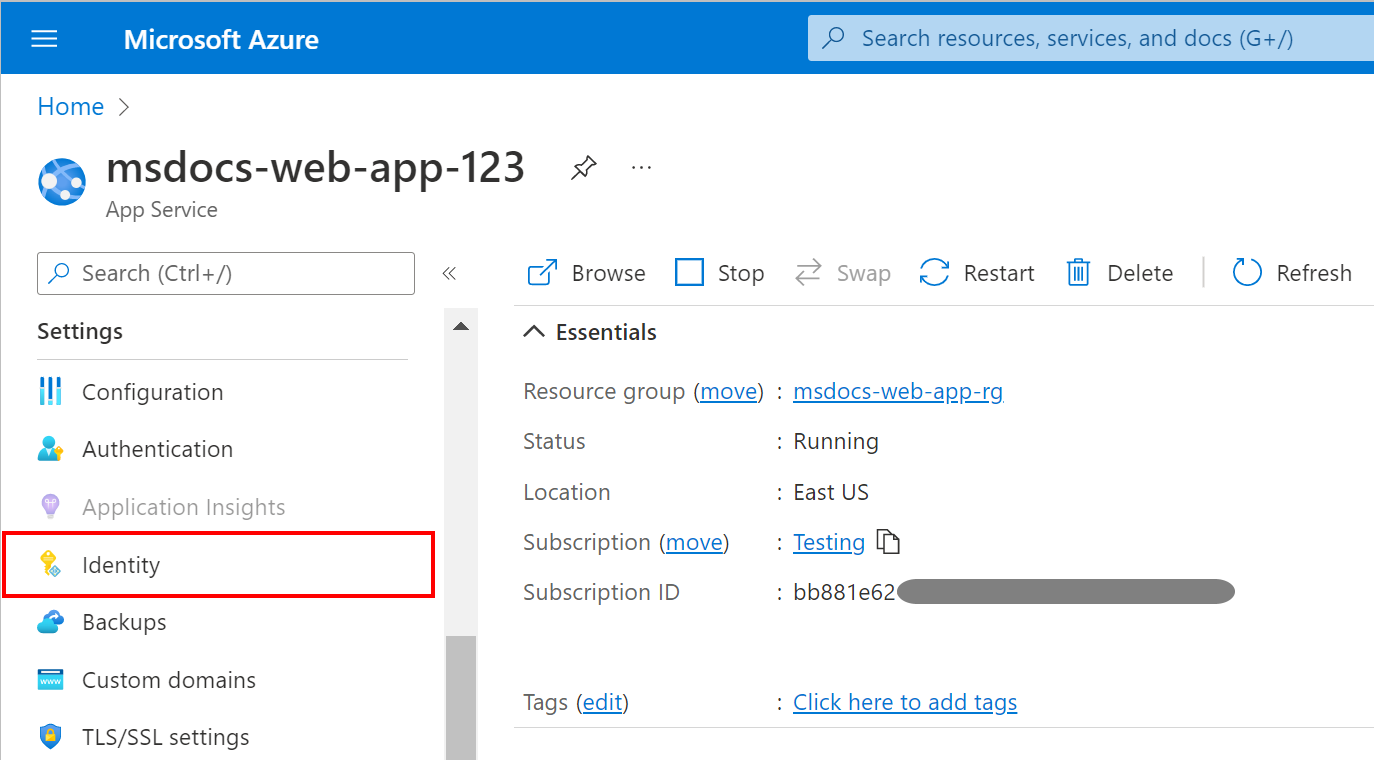 Microsoft Azure
Search resources, services, and docs (G+/)
Home
msdocs-web-app-123
...
App Service
Search (Ctrl+/)
«
Browse
Stop
Swap
Restart
Delete
Refresh
Settings
Configuration
Authentication
Application Insights
Identity
Backups
www
Custom domains
TLS/SSL settings
Essentials
Resource group (move) : msdocs-web-app-rg
Status : Running
Location : East US
Subscription (move) : Testing
Subscription ID : bb881e62
Tags (edit) : Click here to add tags